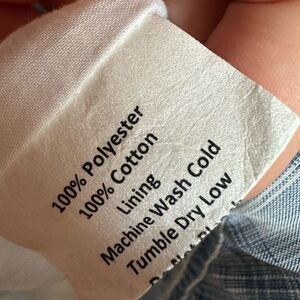 100% Polyester
100% Cotton
Lining
Machine Wash Cold
Tumble Dry Low